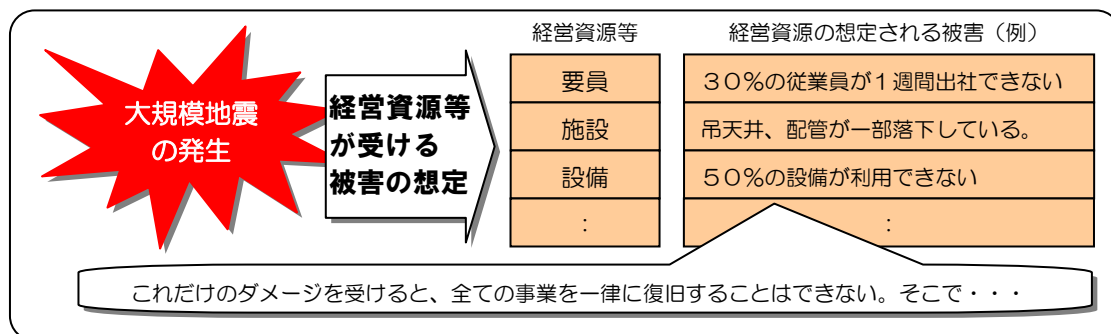 経営資源等
経営資源の想定される被害（例）
大規模地震
の発生
経営資源等
が受ける
被害の想定
要員
３０％の従業員が１週間出社できない
施設
吊天井、配管が一部落下している。
設備
５０％の設備が利用できない
：
：
これだけのダメージを受けると、全ての事業を一律に復旧することはできない。そこで・・・